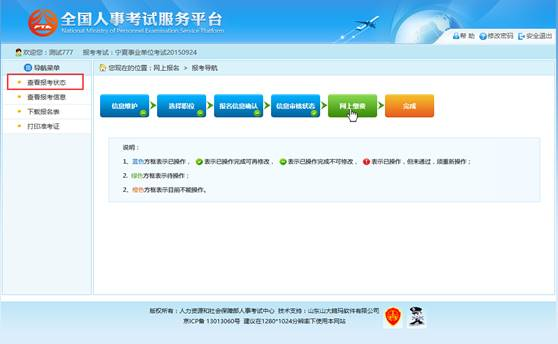 全国人事考试服务平台
National Ministry of Personnel Examination Service Platform
帮 助 修改密码 安全退出
欢迎您：测试777 报考考试：宁夏事业单位考试20150924
导航菜单
查看报考状态
查看报考信息
下载报名表
打印准考证
您现在的位置：网上报名 > 报考导航
信息维护 选择职位 报名信息确认 信息审核状态 网上缴费 完成
说明：
1、蓝色方框表示已操作， 表示已操作完成可再修改， 表示已操作完成不可修改， 表示已操作，但未通过，须重新操作；
2、绿色方框表示待操作；
2、橙色方框表示目前不能操作。
版权所有：人力资源和社会保障部人事考试中心 技术支持：山东山大鸥玛软件有限公司
京ICP备 13013060号 建议在1280*1024分辨率下使用本网站